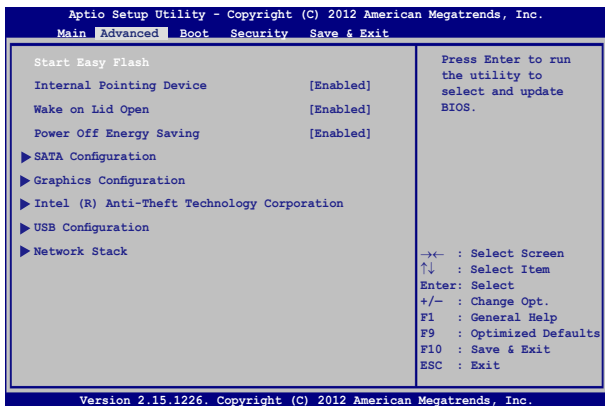 Aptio Setup Utility - Copyright (C) 2012 American Megatrends, Inc.
Main Advanced Boot Security Save & Exit
Start Easy Flash
Internal Pointing Device [Enabled]
Wake on Lid Open [Enabled]
Power Off Energy Saving [Enabled]
SATA Configuration
Graphics Configuration
Intel (R) Anti-Theft Technology Corporation
USB Configuration
Network Stack
Press Enter to run
the utility to
select and update
BIOS.
→← : Select Screen
↑↓ : Select Item
Enter: Select
+/— : Change Opt.
F1 : General Help
F9 : Optimized Defaults
F10 : Save & Exit
ESC : Exit
Version 2.15.1226. Copyright (C) 2012 American Megatrends, Inc.